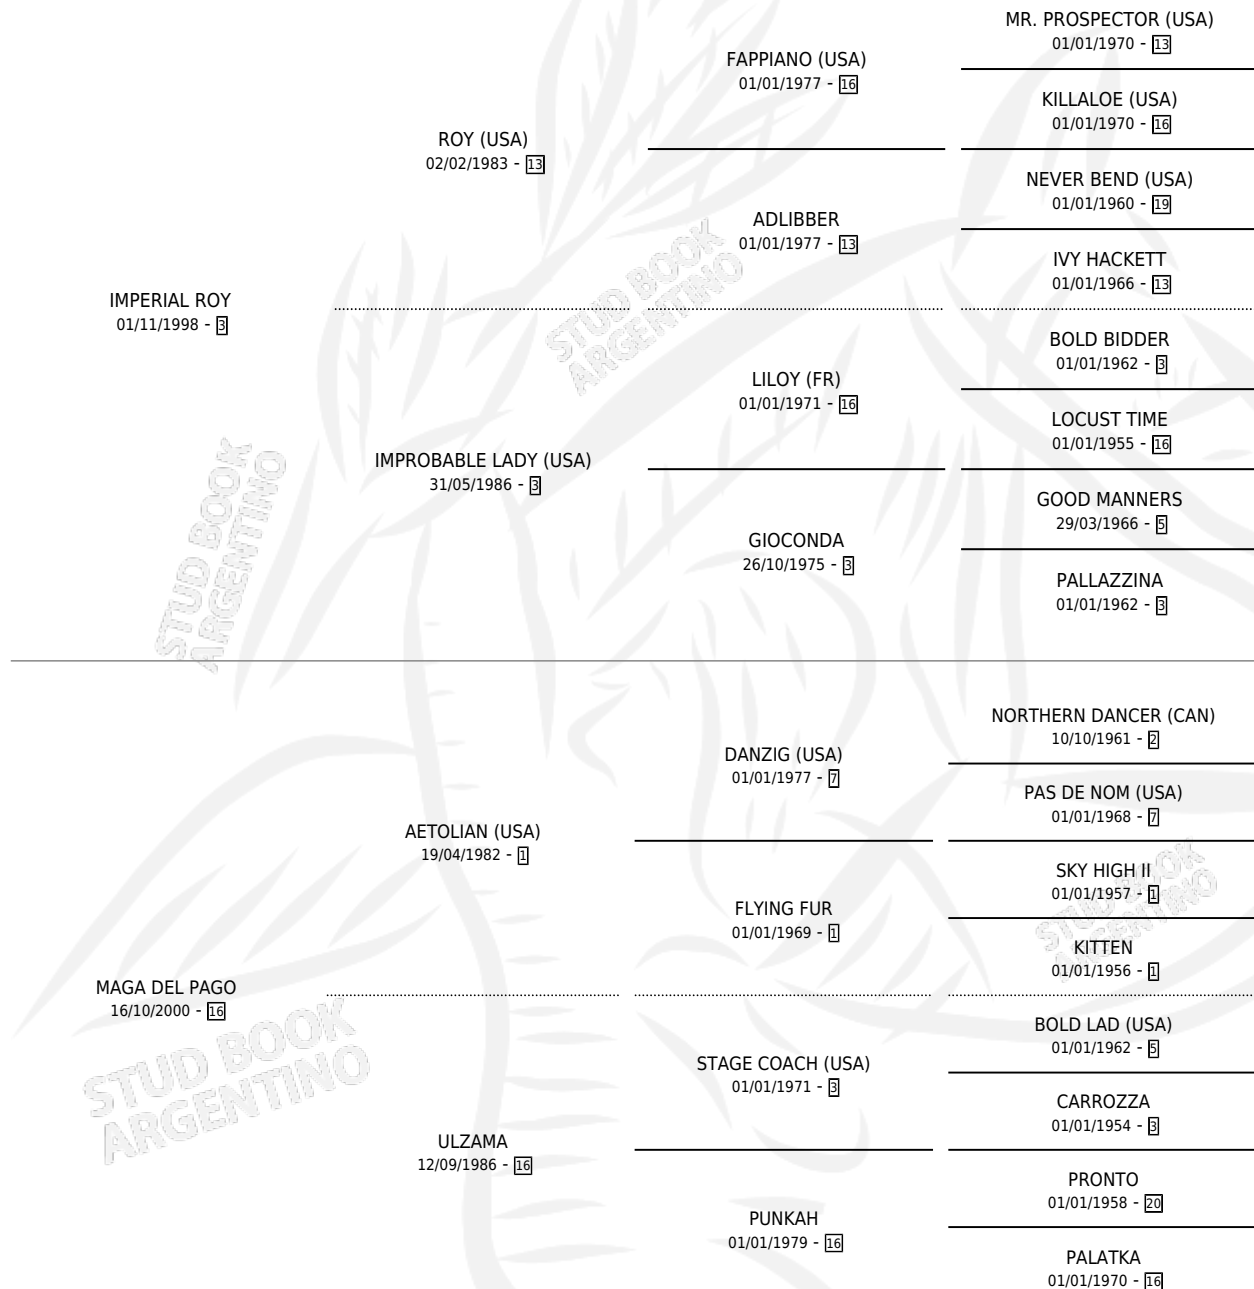 MR. PROSPECTOR (USA)
01/01/1970 - 13
FAPPIANO (USA)
01/01/1977 - 16
KILLALOE (USA)
01/01/1970 - 16
ROY (USA)
02/02/1983 - 13
NEVER BEND (USA)
01/01/1960 - 19
ADLIBBER
01/01/1977 - 13
IVY HACKETT
01/01/1966 - 13
IMPERIAL ROY
01/11/1998 - 3
BOLD BIDDER
01/01/1962 - 3
LILOY (FR)
01/01/1971 - 16
LOCUST TIME
01/01/1955 - 16
IMPROBABLE LADY (USA)
31/05/1986 - 3
GOOD MANNERS
29/03/1966 - 5
GIOCONDA
26/10/1975 - 3
PALLAZZINA
01/01/1962 - 3
STUD BOOK
ARGENTINO
STUD BOOK
ARGENTINO
NORTHERN DANCER (CAN)
10/10/1961 - 2
DANZIG (USA)
01/01/1977 - 7
PAS DE NOM (USA)
01/01/1968 - 7
AETOLIAN (USA)
19/04/1982 - 1
SKY HIGH II
01/01/1957 - 1
FLYING FUR
01/01/1969 - 1
KITTEN
01/01/1956 - 1
MAGA DEL PAGO
16/10/2000 - 16
BOLD LAD (USA)
01/01/1962 - 5
STAGE COACH (USA)
01/01/1971 - 3
CARROZZA
01/01/1954 - 3
ULZAMA
12/09/1986 - 16
PRONTO
01/01/1958 - 20
PUNKAH
01/01/1979 - 16
PALATKA
01/01/1970 - 16
STUD BOOK
ARGENTINO
STUD BOOK
ARGENTINO